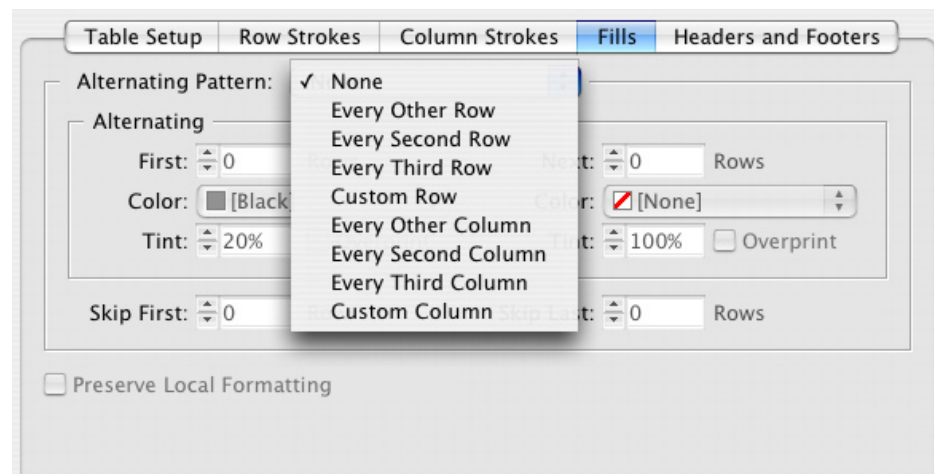 Table Setup Row Strokes Column Strokes Fills Headers and Footers
Alternating Pattern: ✓ None
Every Other Row
Every Second Row
Every Third Row
Custom Row
Every Other Column
Every Second Column
Every Third Column
Custom Column
Alternating
First: 0 Next: 0 Rows
Color: [Black] Color: [None]
Tint: 20% Tint: 100% Overprint
Skip First: 0 Skip Last: 0 Rows
Preserve Local Formatting